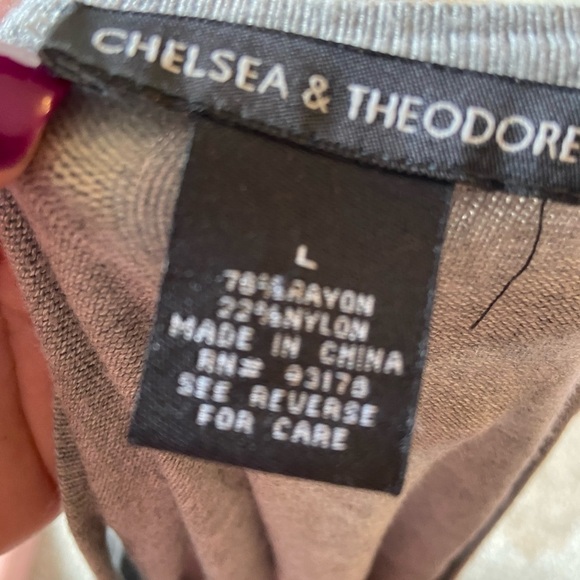 CHELSEA & THEODORE
L
78%RAYON
22%NYLON
MADE IN CHINA
RN# 93178
SEE REVERSE
FOR CARE